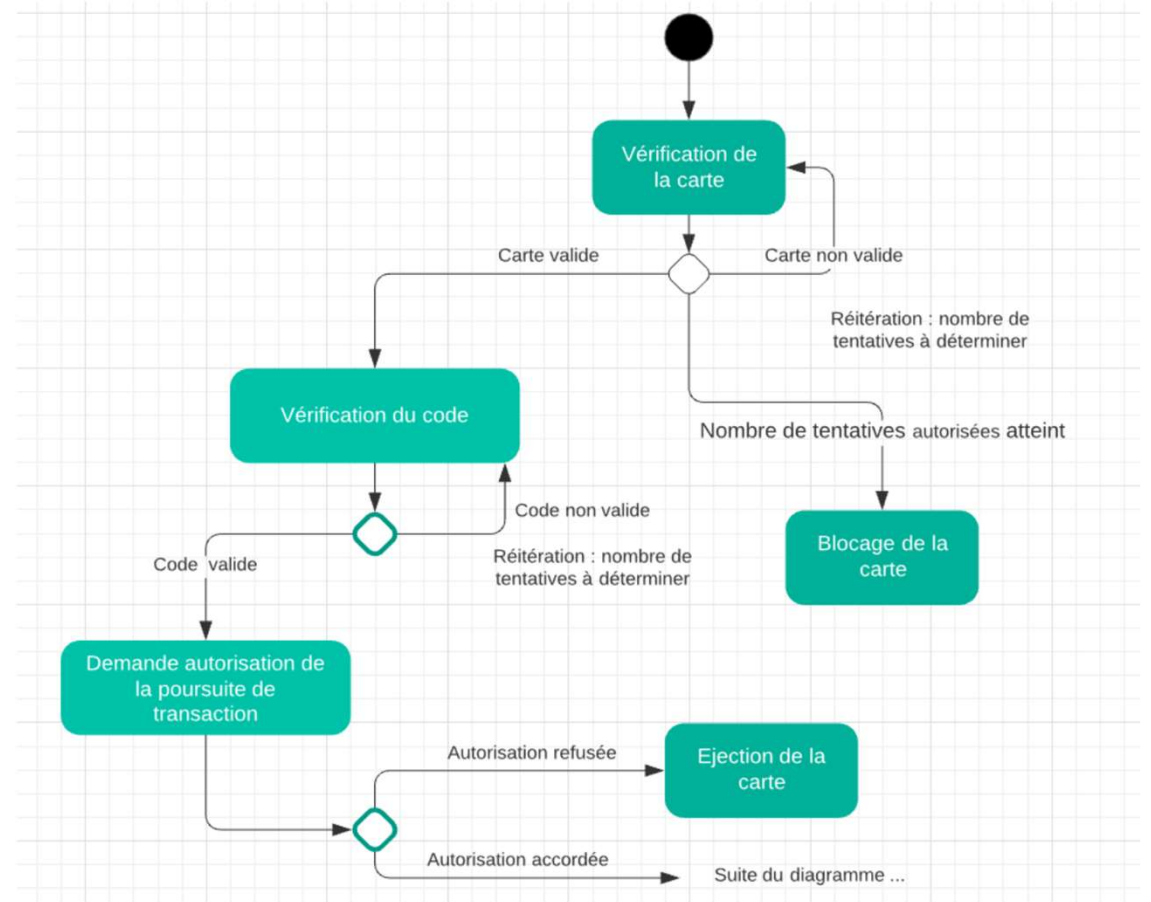 Vérification de
la carte
Carte valide
Carte non valide
Réitération : nombre de
tentatives à déterminer
Vérification du code
Nombre de tentatives autorisées atteint
Code non valide
Réitération : nombre de
tentatives à déterminer
Blocage de la
carte
Code valide
Demande autorisation de
la poursuite de
transaction
Autorisation refusée
Ejection de la
carte
Autorisation accordée
Suite du diagramme ...